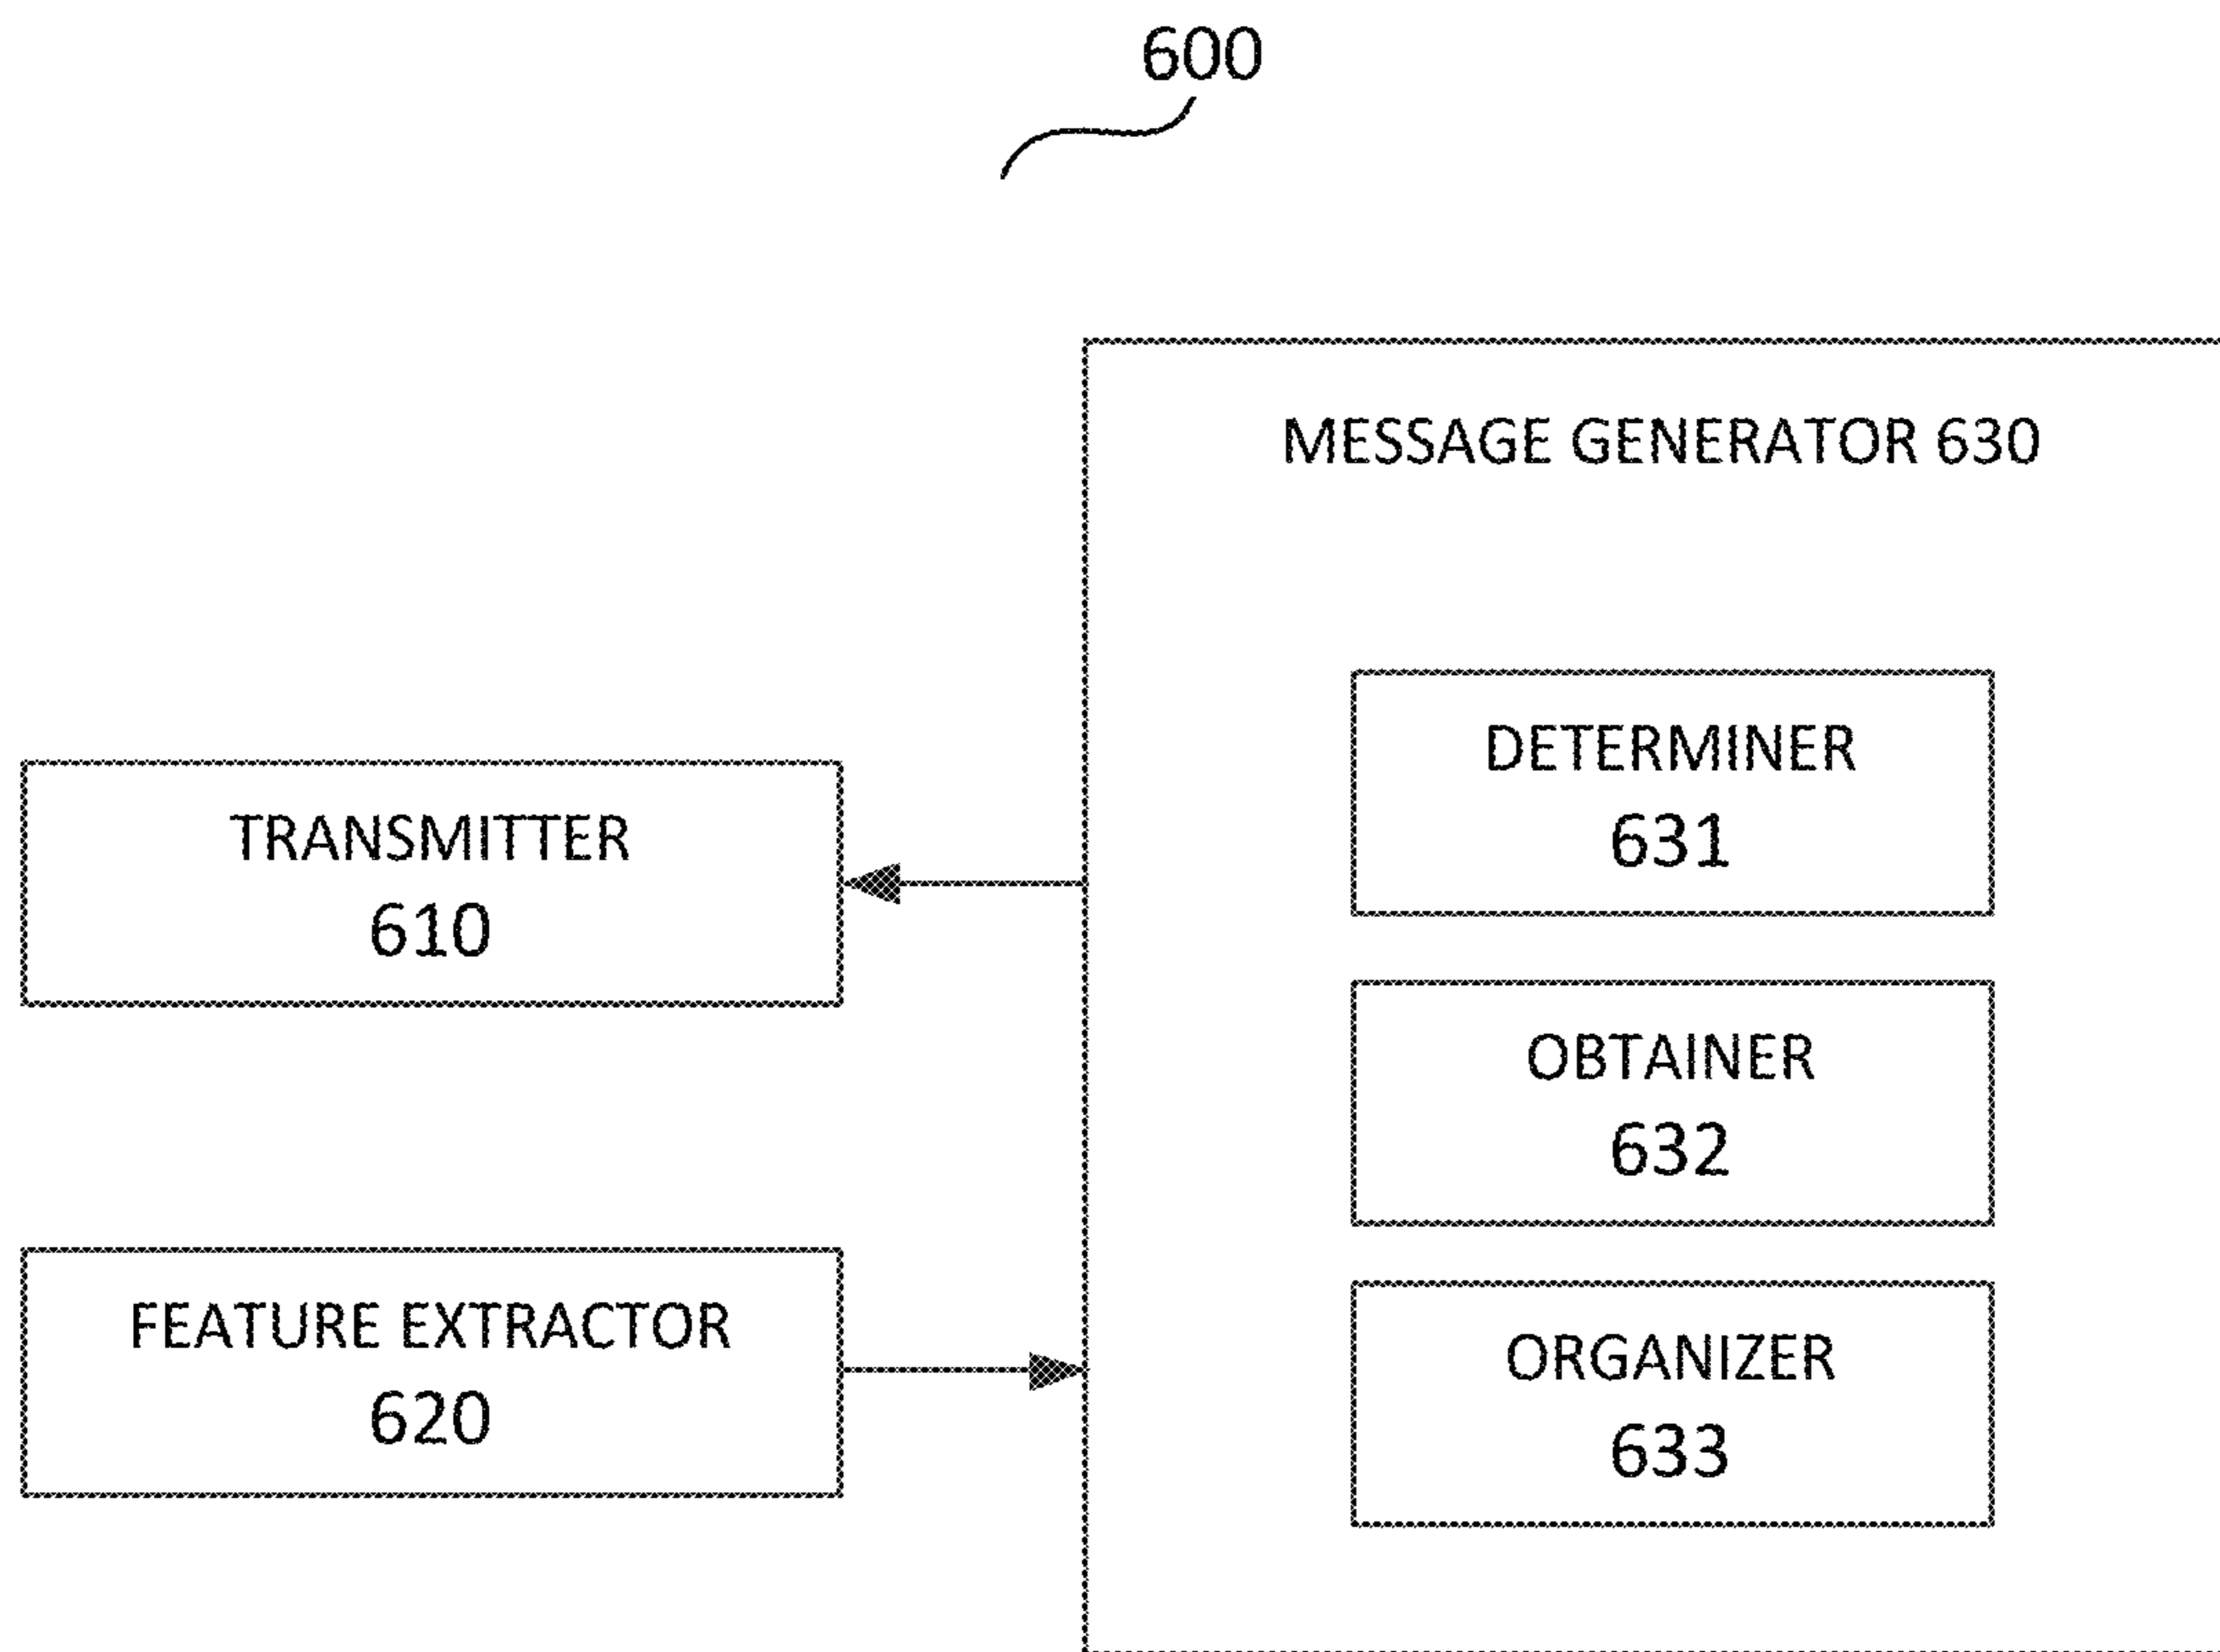 600
MESSAGE GENERATOR 630
DETERMINER
631
TRANSMITTER
610
OBTAINER
632
FEATURE EXTRACTOR
620
ORGANIZER
633